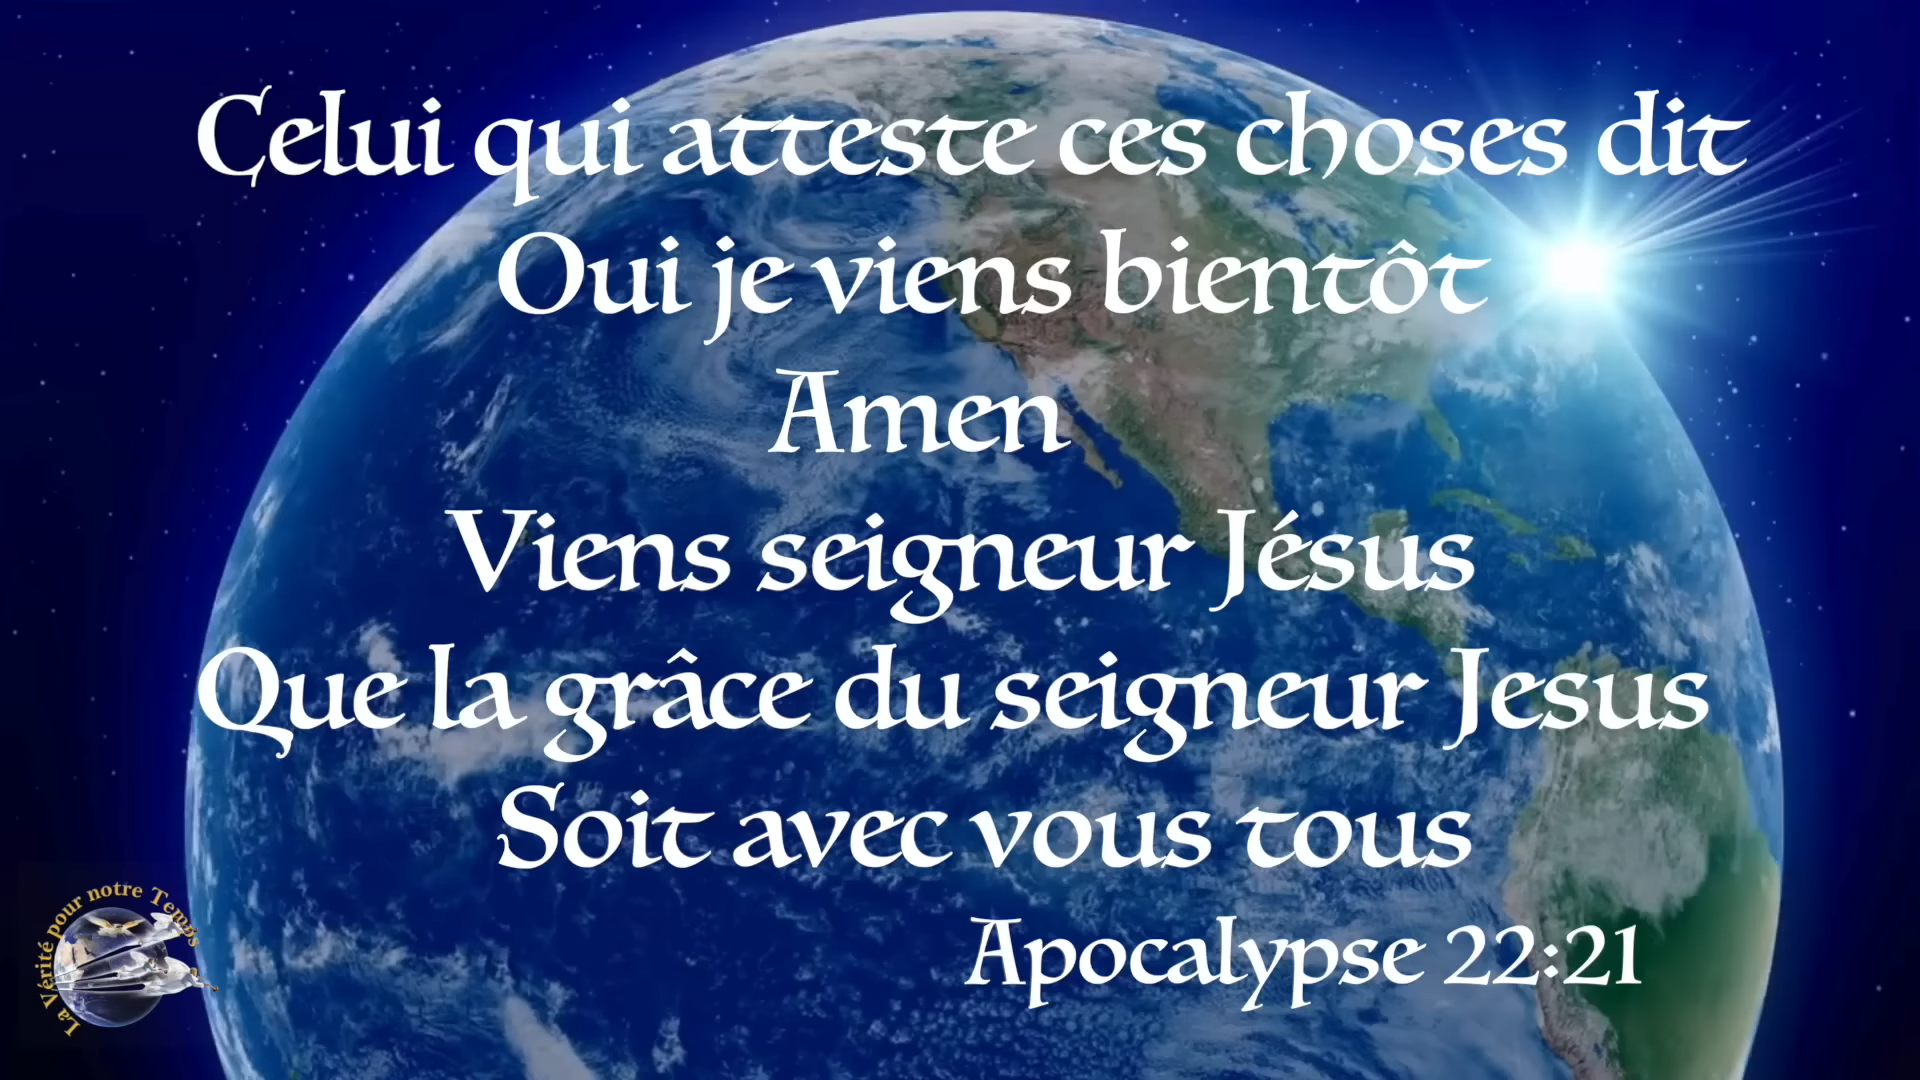 Celui qui atteste ces choses dit
Oui je viens bientôt
Amen
Viens seigneur Jésus
Que la grâce du seigneur Jesus
Soit avec vous tous
Apocalypse 22:21
La Vérité pour notre Temps